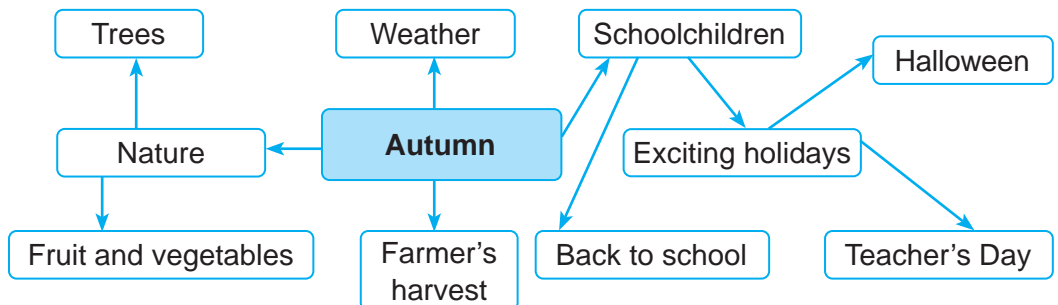 Trees
Weather
Schoolchildren
Halloween
Nature
Autumn
Exciting holidays
Fruit and vegetables
Farmer’s
harvest
Back to school
Teacher’s Day